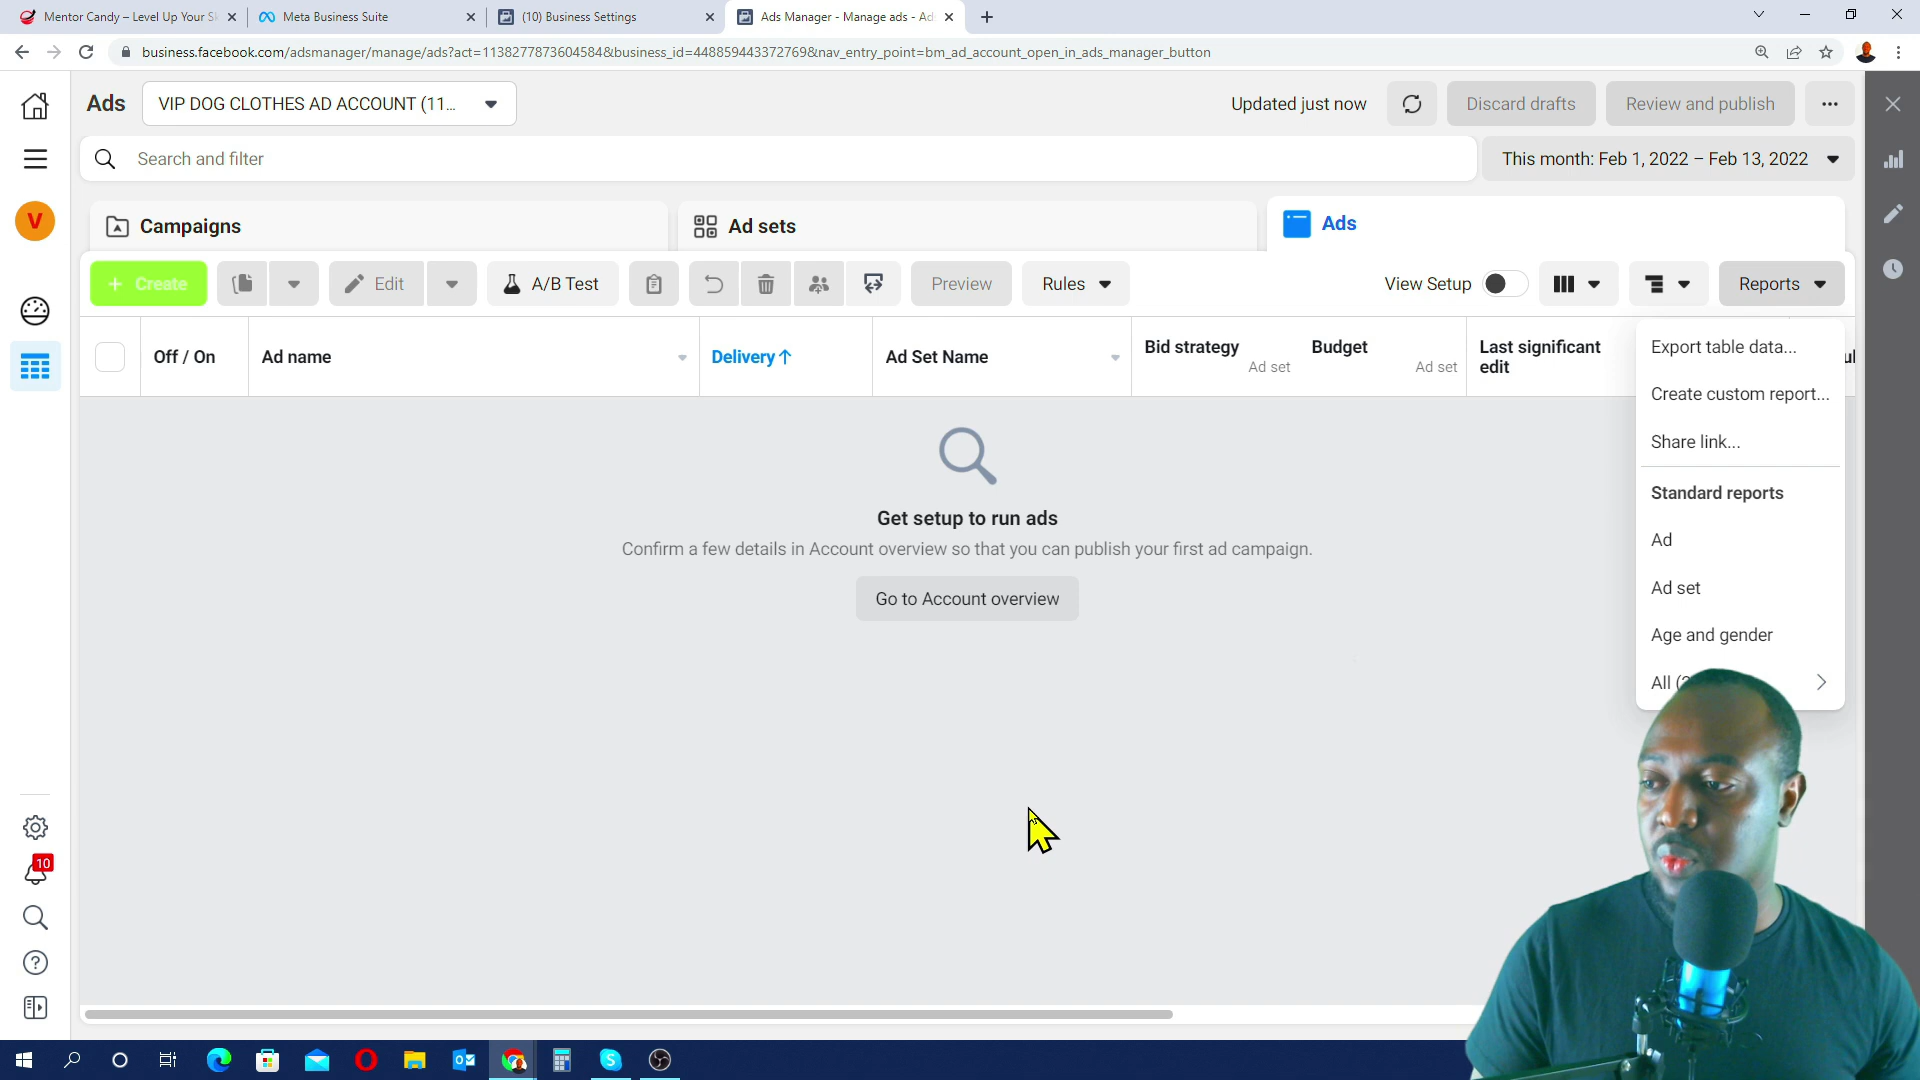 Mentor Candy – Level Up Your Sk
Meta Business Suite
(10) Business Settings
Ads Manager - Manage ads - Ad
business.facebook.com/adsmanager/manage/ads?act=1138277873604584&business_id=448859443372769&nav_entry_point=bm_ad_account_open_in_ads_manager_button
Ads
VIP DOG CLOTHES AD ACCOUNT (11...
Updated just now
Discard drafts
Review and publish
Search and filter
This month: Feb 1, 2022 – Feb 13, 2022
V
Campaigns
Ad sets
Ads
+ Create
Edit
A/B Test
Preview
Rules
View Setup
Reports
Off / On
Ad name
Delivery↑
Ad Set Name
Bid strategy
Ad set
Budget
Ad set
Last significant
edit
Export table data...
Create custom report...
Share link...
Standard reports
Ad
Ad set
Age and gender
All
Get setup to run ads
Confirm a few details in Account overview so that you can publish your first ad campaign.
Go to Account overview
10